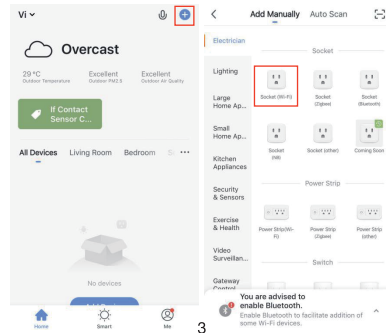 Vi
Overcast
29 °C Excellent Excellent
Outdoor Temperature Outdoor PM2.5 Outdoor Air Quality
If Contact
Sensor C...
All Devices Living Room Bedroom ...
No devices
Home Smart Me
3
Add Manually Auto Scan
Electrician
Lighting
Large
Home Ap...
Small
Home Ap...
Kitchen
Appliances
Security
& Sensors
Exercise
& Health
Video
Surveillan...
Gateway
Control
Socket
Socket (Wi-Fi) Socket
(Zigbee) Socket
(Bluetooth)
Socket
(NB) Socket (other) Coming Soon
Power Strip
Power Strip(Wi-
Fi) Power Strip
(Zigbee) Power Strip
(other)
Switch
You are advised to
enable Bluetooth.
Enable Bluetooth to facilitate addition of
some Wi-Fi devices.